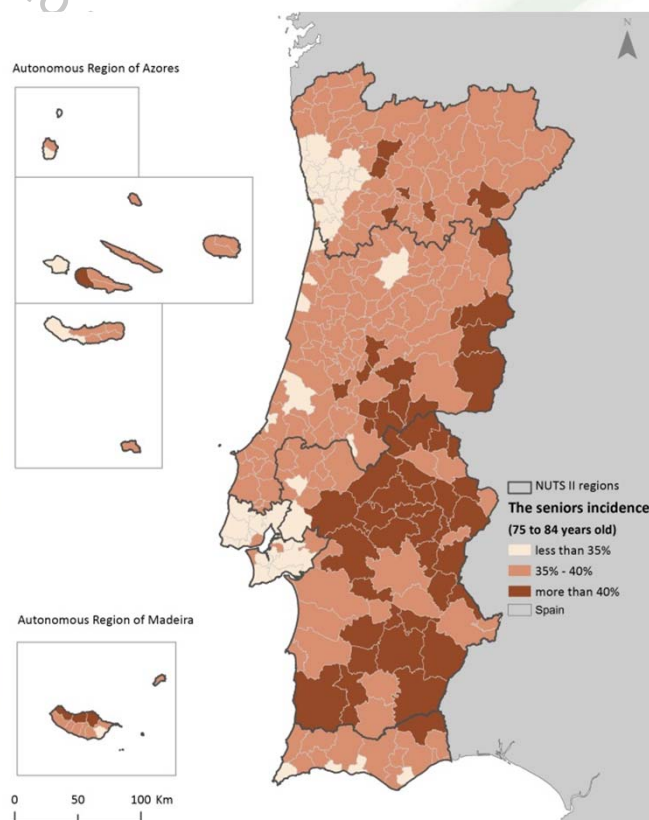 N
Autonomous Region of Azores
NUTS II regions
The seniors incidence
(75 to 84 years old)
less than 35%
35% - 40%
more than 40%
Spain
Autonomous Region of Madeira
0 50 100 Km